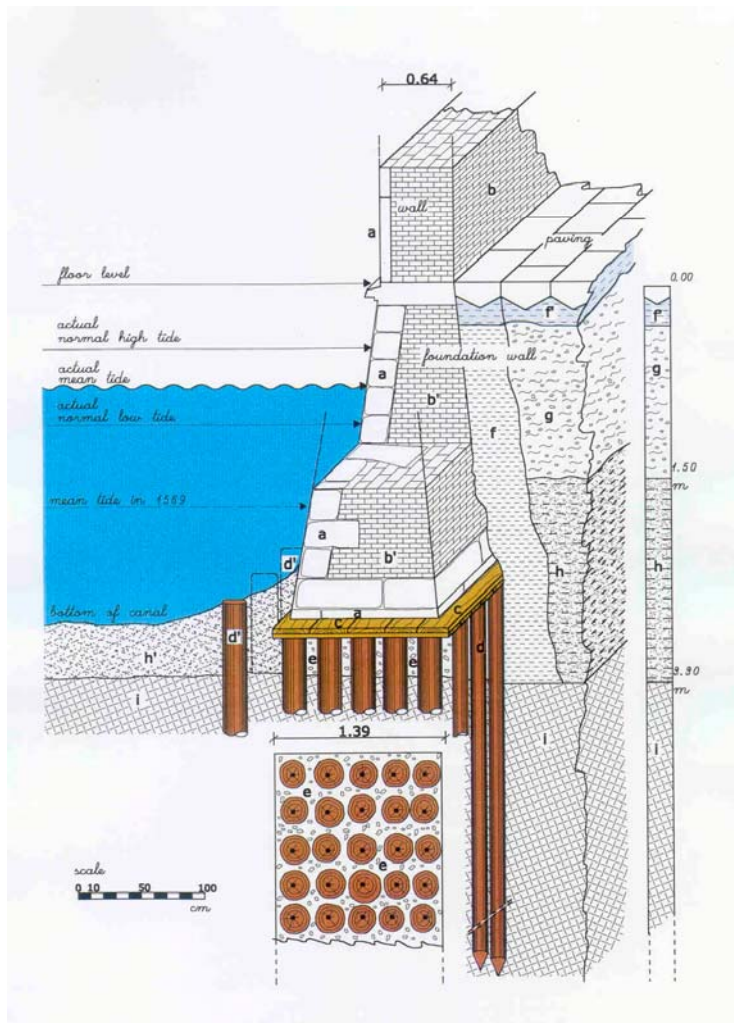 0.64
b
wall
a
paving
floor level
0.00
f'
f'
actual
normal high tide
foundation wall
actual
mean tide
a
g
b'
actual
normal low tide
f
g
1.50
m
mean tide in 1569
a
b'
d'
h
h
bottom of canal
a
c
c
d'
e
e
d
h'
3.30
m
i
i
i
1.39
e
e
scale
0 10 50 100
cm